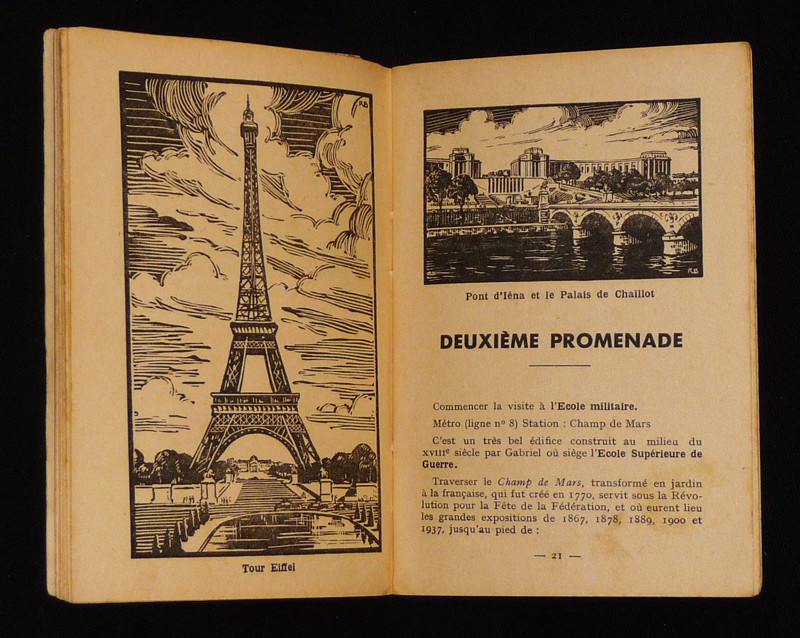 RB
Tour Eiffel
RB
Pont d'Iéna et le Palais de Chaillot
DEUXIÈME PROMENADE
Commencer la visite à l'Ecole militaire.
Métro (ligne nº 8) Station : Champ de Mars
C'est un très bel édifice construit au milieu du
XVIIIe siècle par Gabriel où siège l'Ecole Supérieure de
Guerre.
Traverser le Champ de Mars, transformé en jardin
à la française, qui fut créé en 1770, servit sous la Révo-
lution pour la Fête de la Fédération, et où eurent lieu
les grandes expositions de 1867, 1878, 1889, 1900 et
1937, jusqu'au pied de :
— 21 —